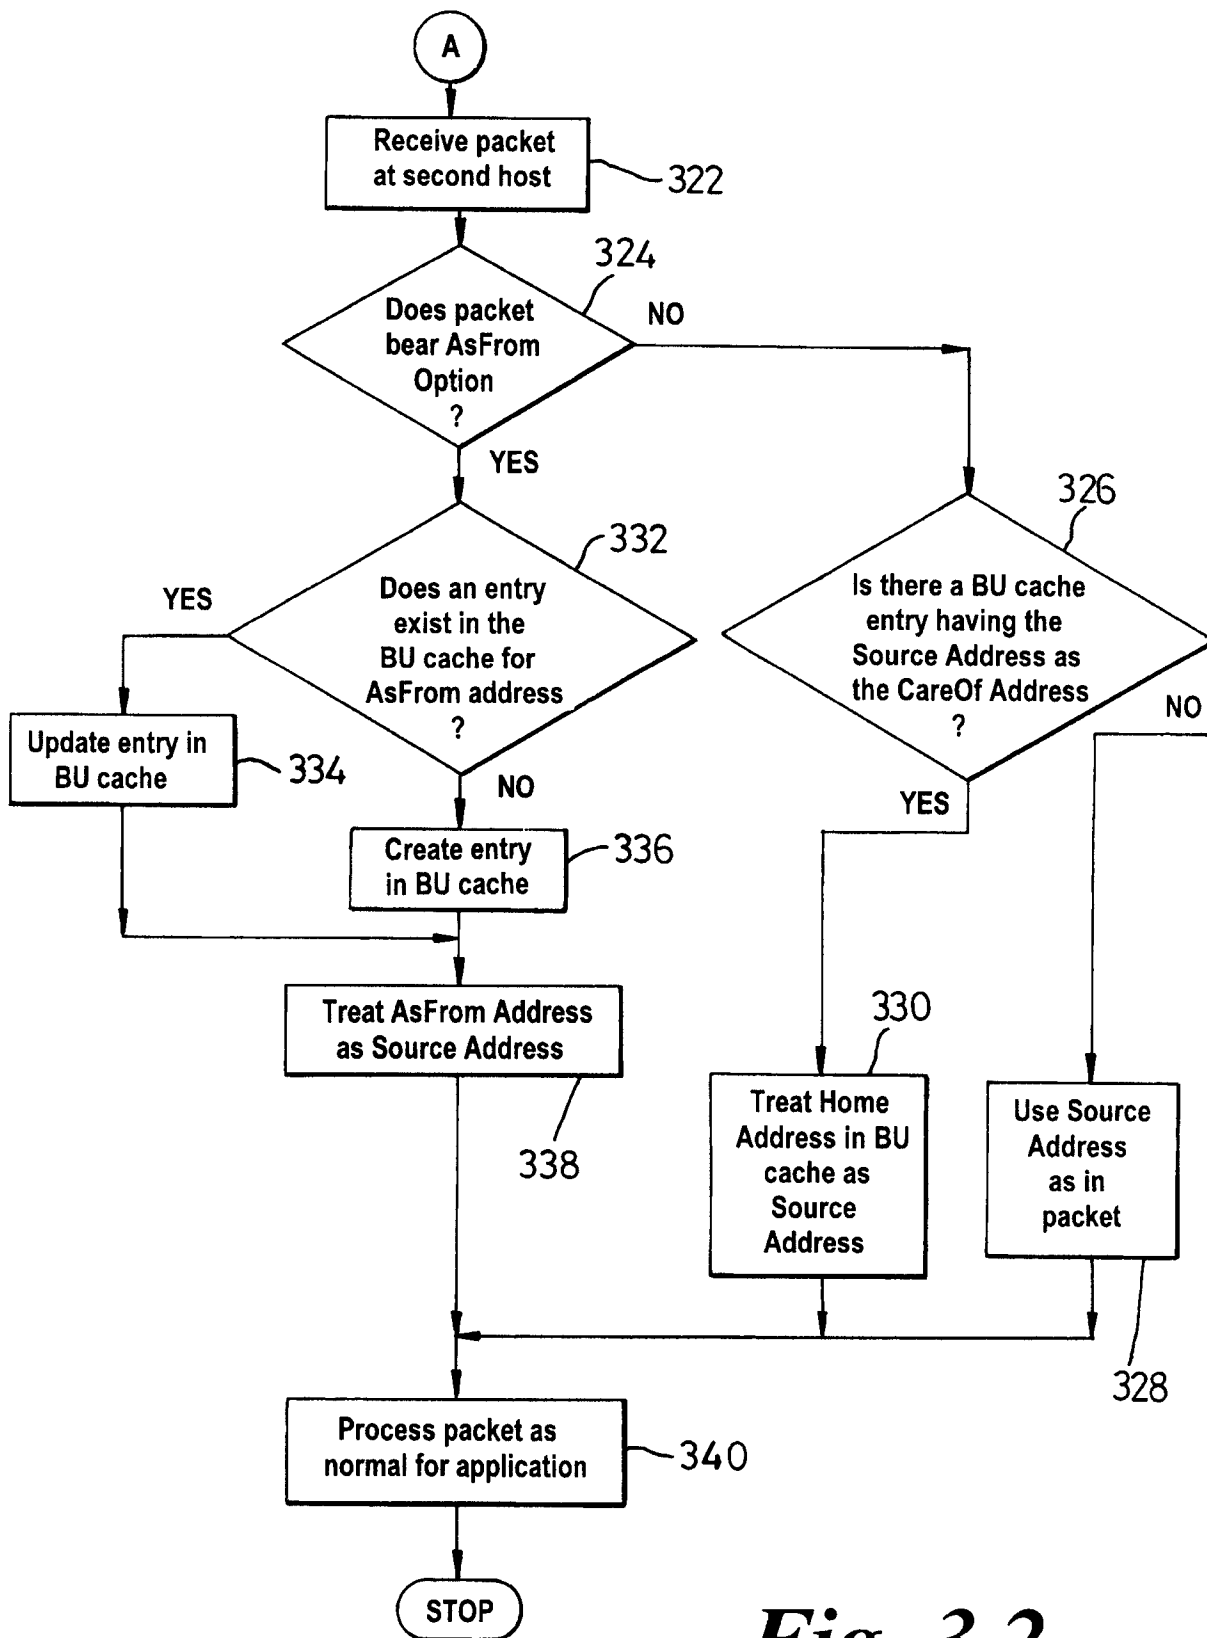 A
Receive packet
at second host
322
324
Does packet
bear AsFrom
Option
?
NO
YES
326
332
Does an entry
exist in the
BU cache for
AsFrom address
?
YES
Is there a BU cache
entry having the
Source Address as
the CareOf Address
?
NO
YES
Update entry in
BU cache
334
NO
Create entry
in BU cache
336
Treat AsFrom Address
as Source Address
338
330
Treat Home
Address in BU
cache as
Source
Address
Use Source
Address
as in
packet
328
Process packet as
normal for application
340
STOP
Fig. 3.2